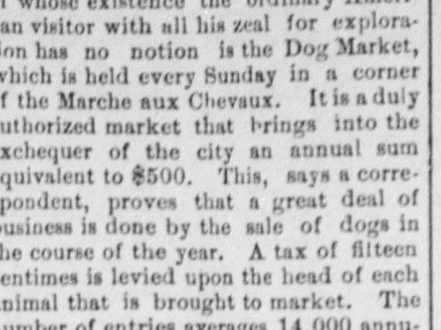 whose existence the ordinary
an visitor with all his zeal for explora-
ion has no notion is the Dog Market,
which is held every Sunday in a corner
f the Marche aux Chevaux. It is a duly
uthorized market that brings into the
xchequer of the city an annual sum
quivalent to $500. This, says a corre-
pondent, proves that a great deal of
business is done by the sale of dogs in
he course of the year. A tax of fifteen
entimes is levied upon the head of each
nimal that is brought to market. The
umber of entries averages 14,000 annu-